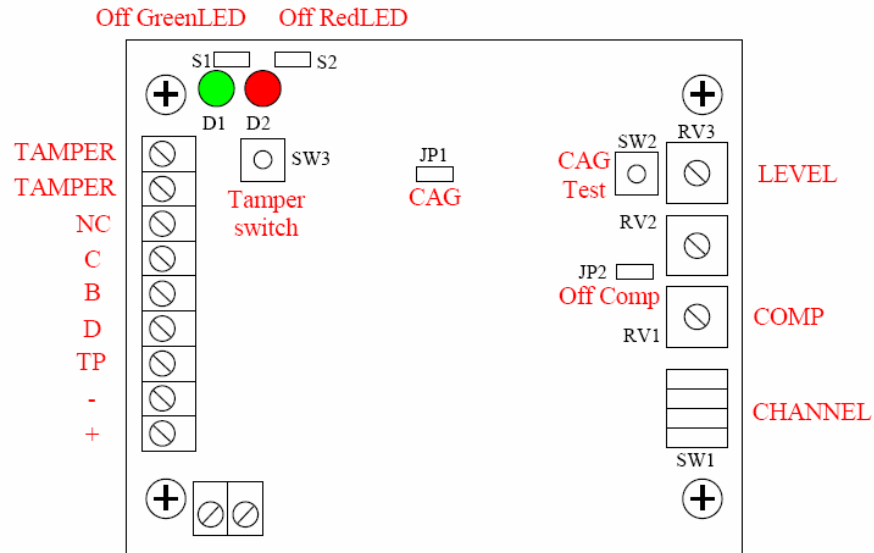 Off GreenLED Off RedLED
S1 S2
D1 D2
TAMPER
TAMPER
NC
C
B
D
TP
-
+
SW3
Tamper
switch
JP1
CAG
CAG
Test
SW2
RV3
LEVEL
RV2
JP2
Off Comp
RV1
COMP
CHANNEL
SW1